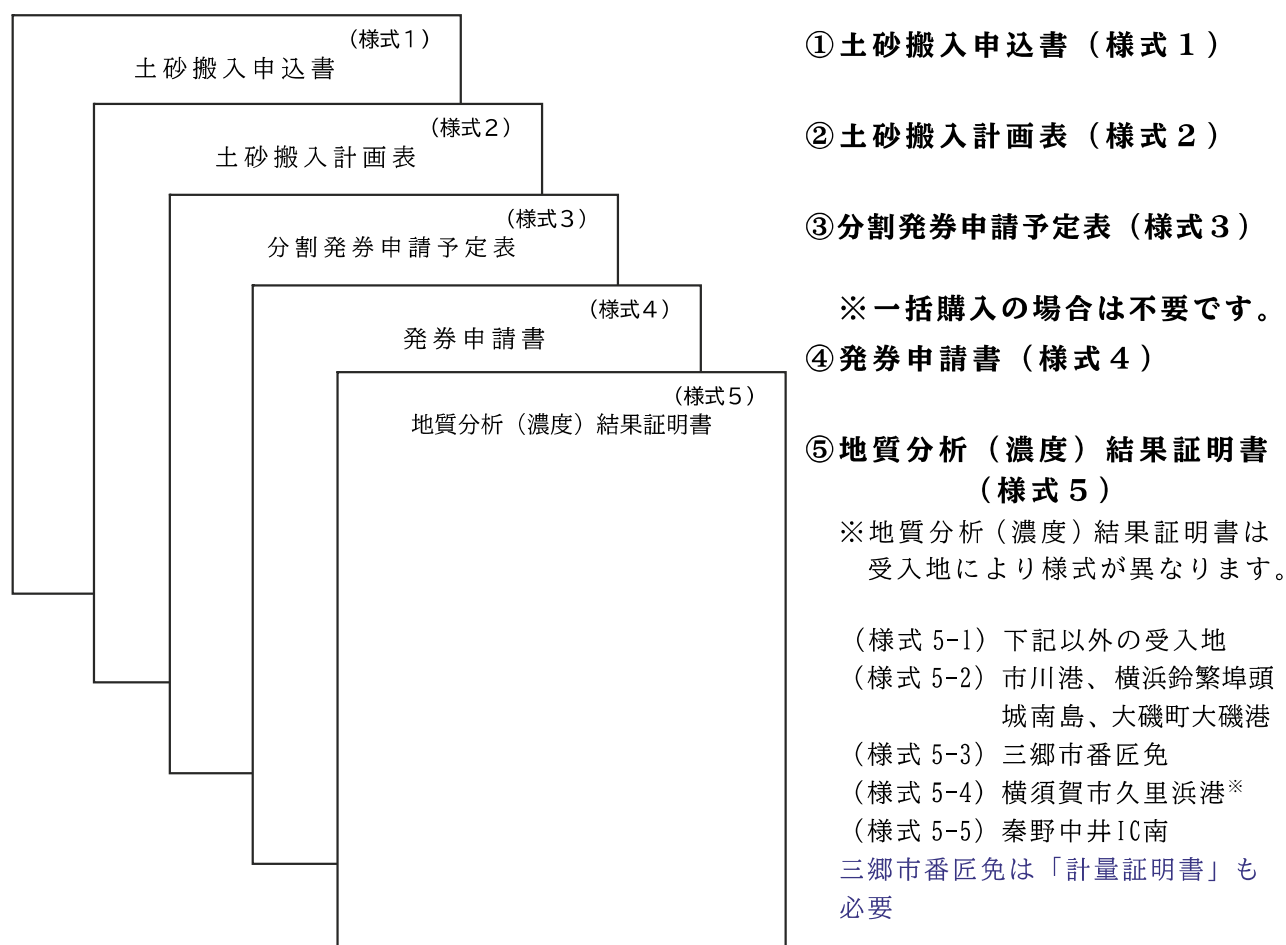 (様式1)
土砂搬入申込書
(様式2)
土砂搬入計画表
(様式3)
分割発券申請予定表
(様式4)
発券申請書
(様式5)
地質分析(濃度)結果証明書
①土砂搬入申込書(様式1)
②土砂搬入計画表(様式2)
③分割発券申請予定表(様式3)
※一括購入の場合は不要です。
④発券申請書(様式4)
⑤地質分析(濃度)結果証明書
(様式5)
※地質分析(濃度)結果証明書は
受入地により様式が異なります。
(様式 5-1)下記以外の受入地
(様式 5-2)市川港、横浜鈴繁埠頭
城南島、大磯町大磯港
(様式 5-3)三郷市番匠免
(様式 5-4)横須賀市久里浜港※
(様式 5-5)秦野中井IC南
三郷市番匠免は「計量証明書」も
必要